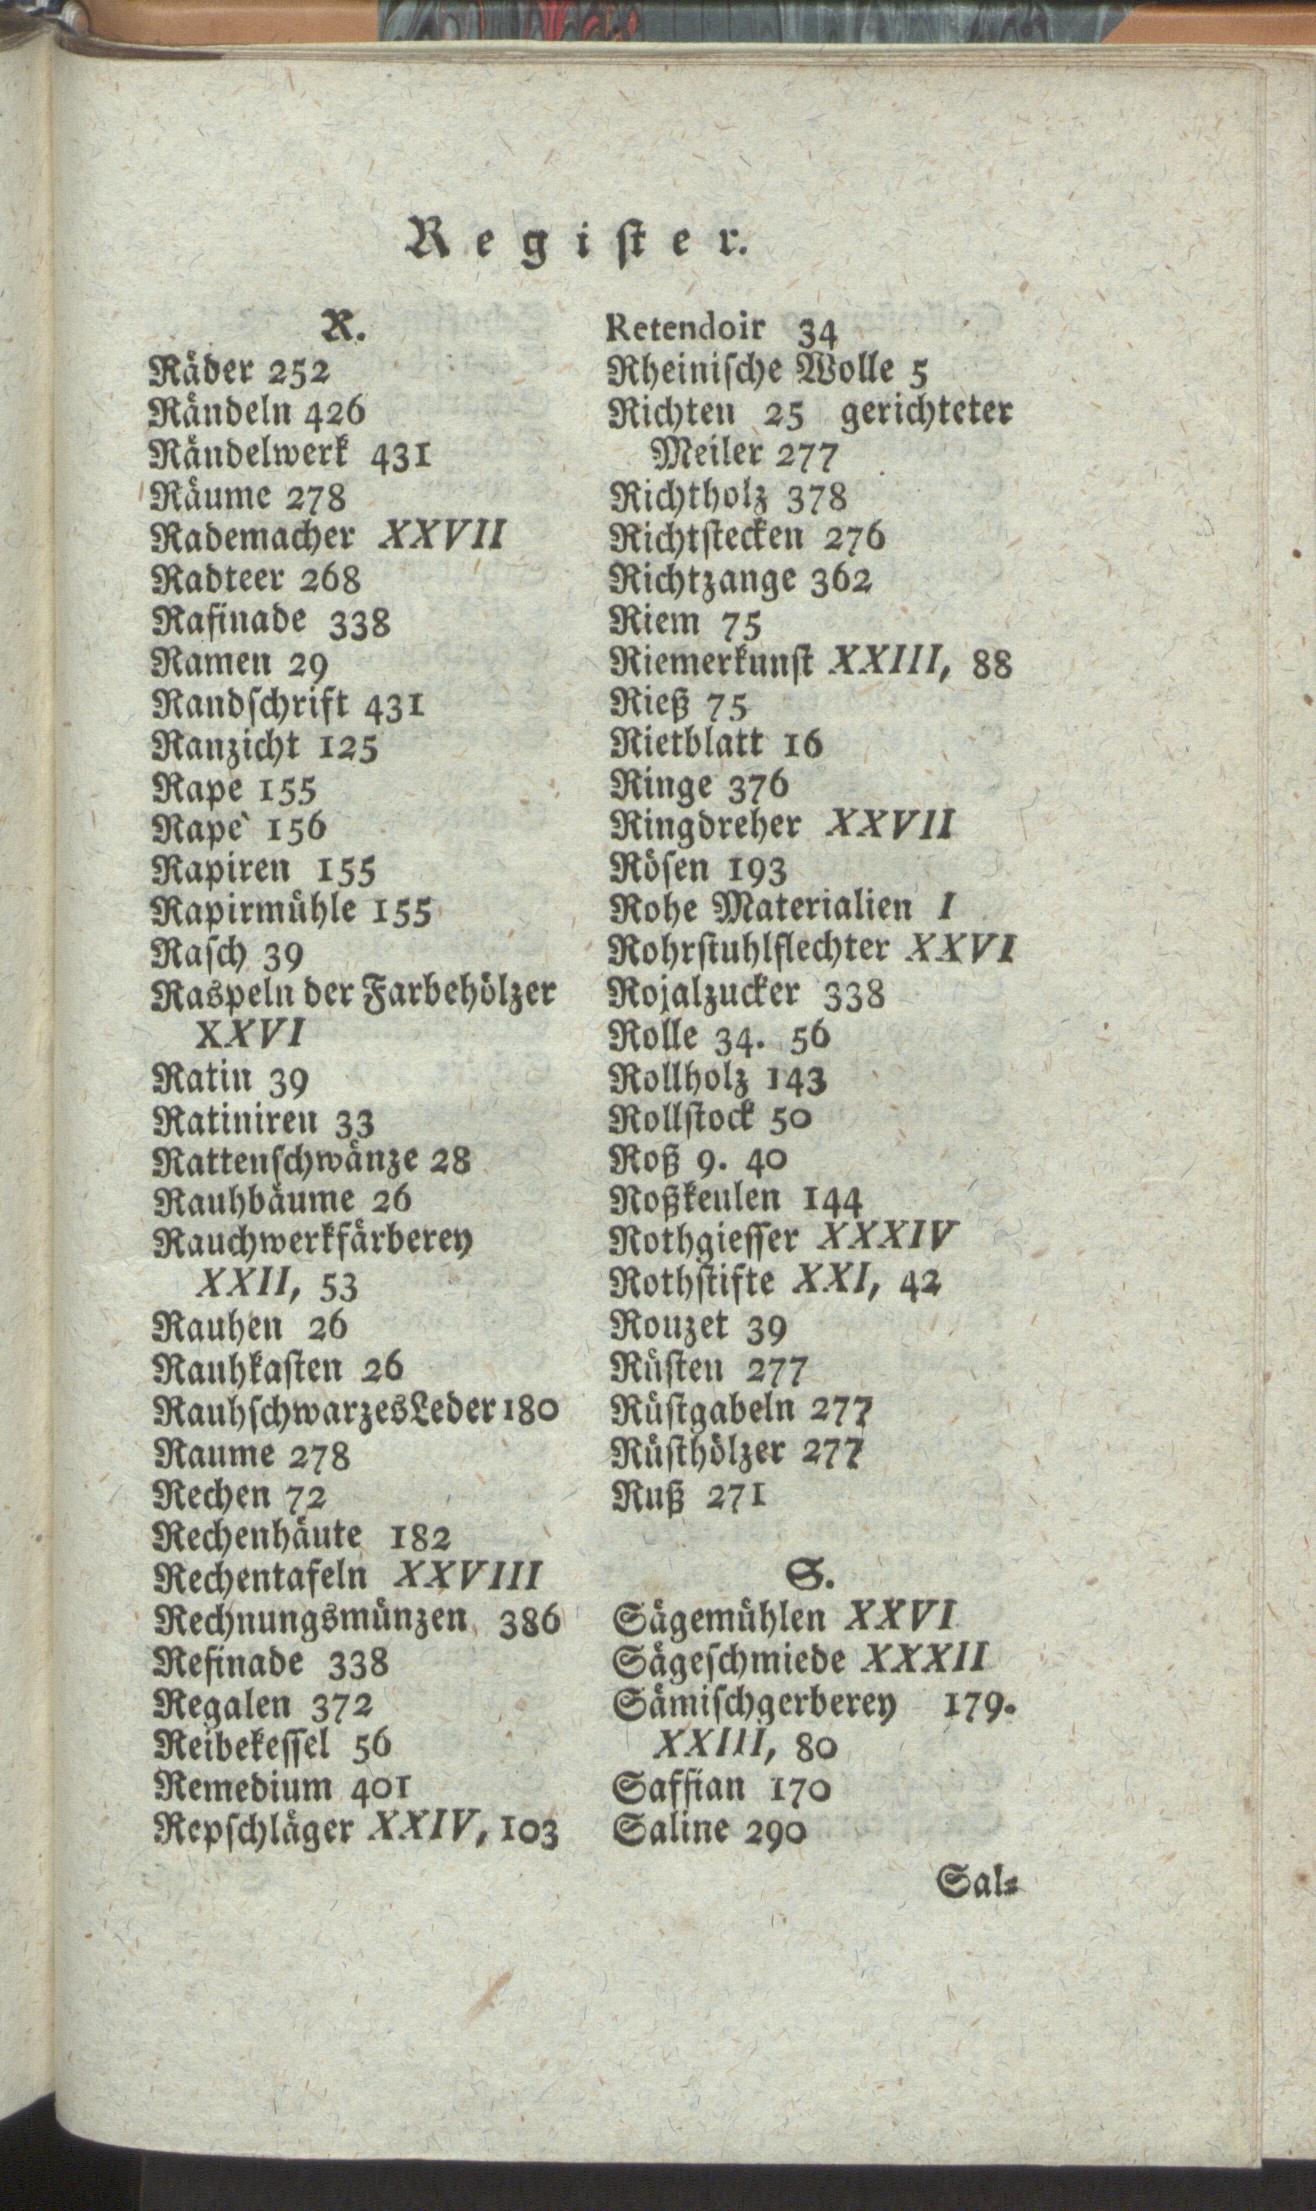 Regiſter.
R.
Räder 252
Rändeln 426
Rändelwerk 431
Räume 278
Rademacher XXVII
Radteer 268
Rafinade 338
Ramen 29
Randſchrift 431
Ranzicht 125
Rape 155
Rape` 156
Rapiren 155
Rapirmühle 155
Raſch 39
Raspeln der Farbehölzer
XXVI
Ratin 39
Ratiniren 33
Rattenſchwänze 28
Rauhbäume 26
Rauchwerkfärberey
XXII, 53
Rauhen 26
Rauhkaſten 26
RauhſchwarzesLeder 180
Raume 278
Rechen 72
Rechenhäute 182
Rechentafeln XXVIII
Rechnungsmünzen 386
Refinade 338
Regalen 372
Reibekeſſel 56
Remedium 401
Repſchläger XXIV, 103
Retendoir 34
Rheiniſche Wolle 5
Richten 25 gerichteter
Meiler 277
Richtholz 378
Richtſtecken 276
Richtzange 362
Riem 75
Riemerkunſt XXIII, 88
Rieß 75
Rietblatt 16
Ringe 376
Ringdreher XXVII
Röſen 193
Rohe Materialien I
Rohrſtuhlflechter XXVI
Rojalzucker 338
Rolle 34. 56
Rollholz 143
Rollſtock 50
Roß 9. 40
Roßkeulen 144
Rothgieſſer XXXIV
Rothſtifte XXI, 42
Rouzet 39
Rüſten 277
Rüſtgabeln 277
Rüſthölzer 277
Ruß 271
S.
Sägemühlen XXVI
Sägeſchmiede XXXII
Sämiſchgerberey 179.
XXIII, 80
Saffian 170
Saline 290
Sal⸗